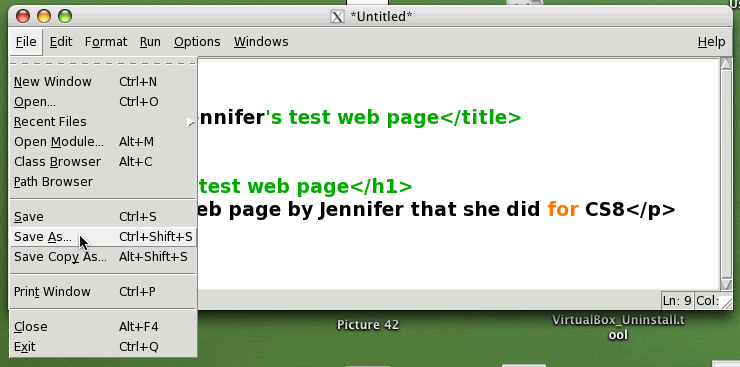 *Untitled*
File Edit Format Run Options Windows Help
New Window Ctrl+N
Open... Ctrl+O
Recent Files
Open Module... Alt+M
Class Browser Alt+C
Path Browser
Save Ctrl+S
Save As... Ctrl+Shift+S
Save Copy As... Alt+Shift+S
Print Window Ctrl+P
Close Alt+F4
Exit Ctrl+Q
ennifer's test web page</title>
test web page</h1>
eb page by Jennifer that she did for CS8</p>
Ln: 9 Col:
Picture 42
VirtualBox_Uninstall.t
ool